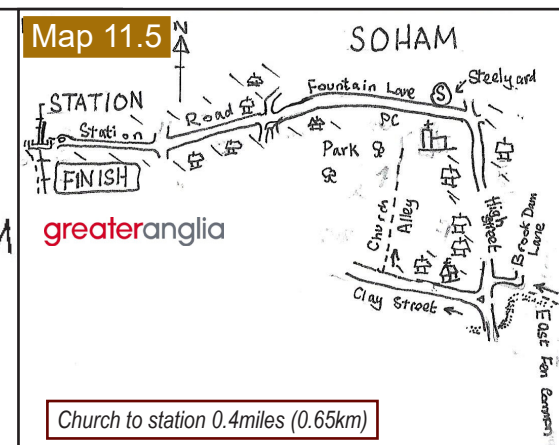 Map 11.5
N
SOHAM
STATION
Station Road
Fountain Lane
S
Steelyard
PC
Park
FINISH
greateranglia
Church Alley
High Street
Brook Dam Lane
Clay Street
East Fen Common
Church to station 0.4miles (0.65km)